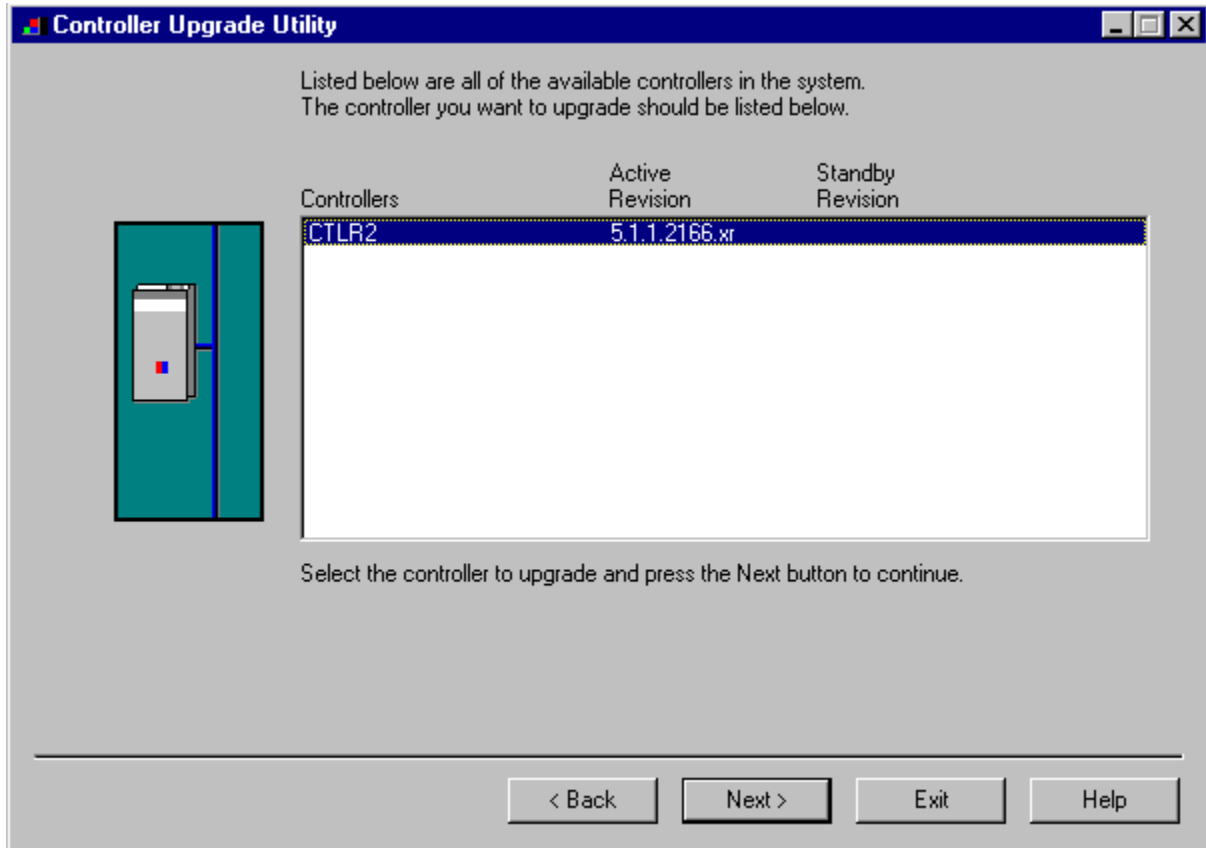 Controller Upgrade Utility
Listed below are all of the available controllers in the system.
The controller you want to upgrade should be listed below.
Active Standby
Controllers Revision Revision
CTLR2 5.1.1.2166.xr
Select the controller to upgrade and press the Next button to continue.
< Back Next > Exit Help